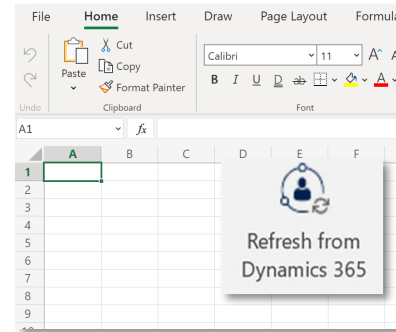 File Home Insert Draw Page Layout
Cut
Calibri 11 A
Copy
Paste
Format Painter
B I U D ab A
Undo Clipboard Font
A1 fx
A B C D E F
1
2
3
4
5
6
7
8
9
Refresh from
Dynamics 365